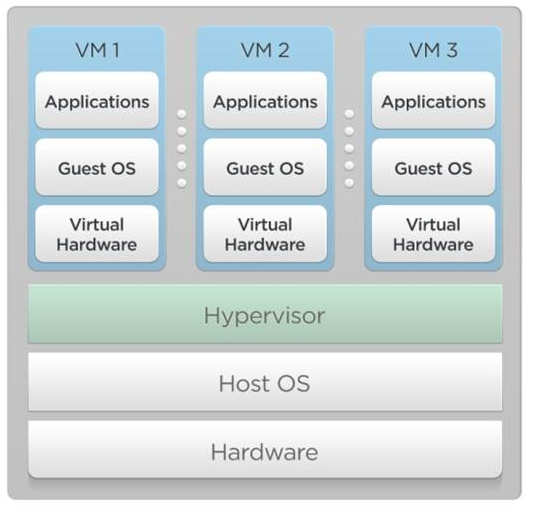 VM 1
Applications
Guest OS
Virtual
Hardware
VM 2
Applications
Guest OS
Virtual
Hardware
VM 3
Applications
Guest OS
Virtual
Hardware
Hypervisor
Host OS
Hardware